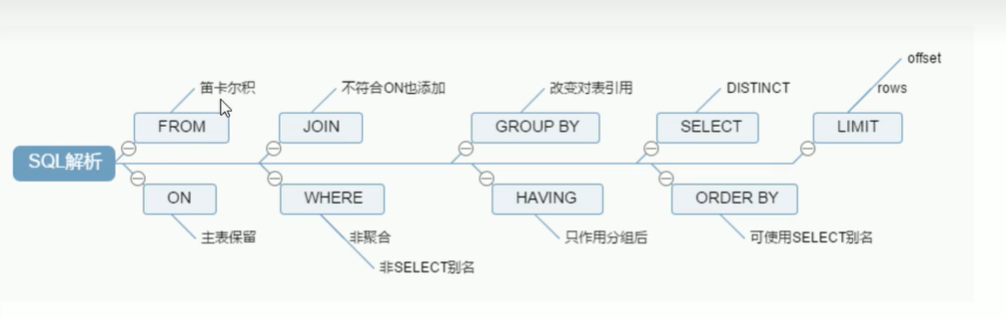 offset
笛卡尔积
不符合ON也添加
改变对表引用
DISTINCT
rows
FROM
JOIN
GROUP BY
SELECT
LIMIT
SQL解析
ON
WHERE
HAVING
ORDER BY
主表保留
非聚合
只作用分组后
可使用SELECT别名
非SELECT别名